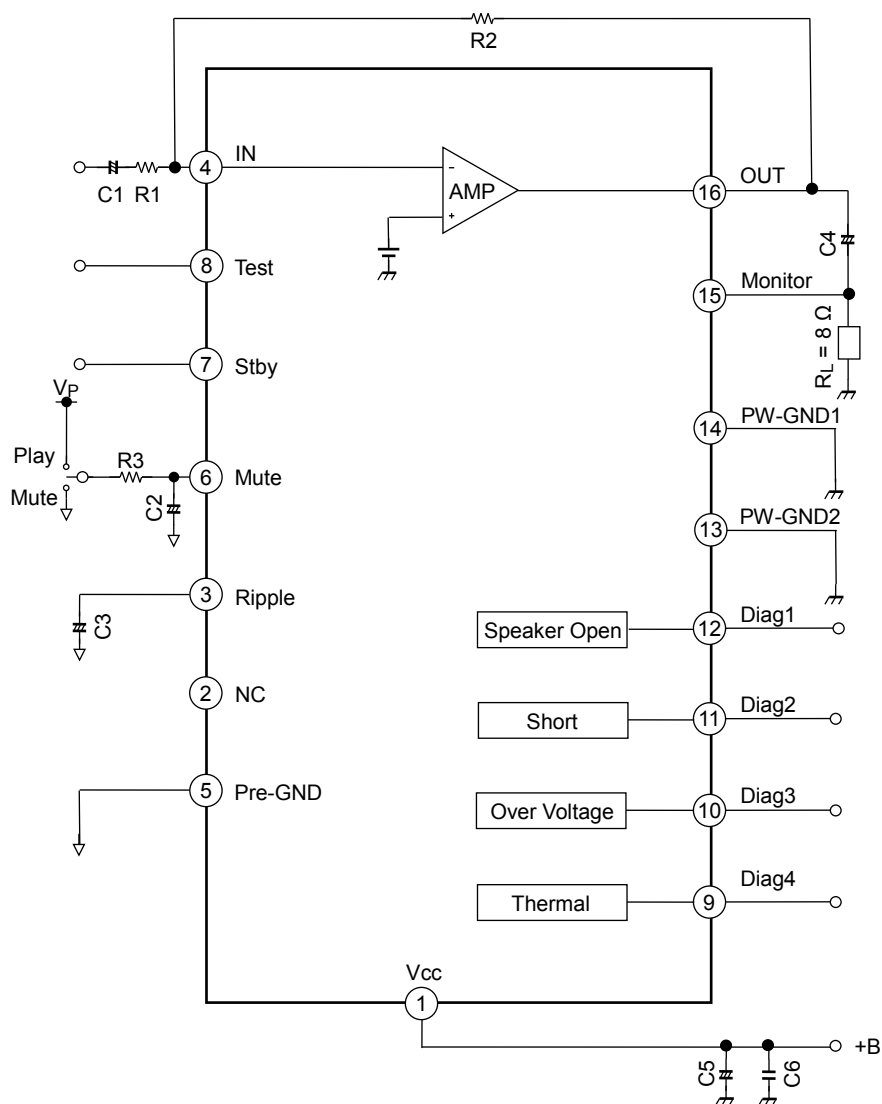 R2
4
IN
C1
R1
AMP
-
+
16
OUT
C4
8
Test
15
Monitor
RL = 8 Ω
7
Stby
VP
14
PW-GND1
Play
Mute
R3
6
Mute
C2
13
PW-GND2
3
Ripple
C3
Speaker Open
12
Diag1
2
NC
Short
11
Diag2
5
Pre-GND
Over Voltage
10
Diag3
Thermal
9
Diag4
Vcc
1
+B
C5
C6